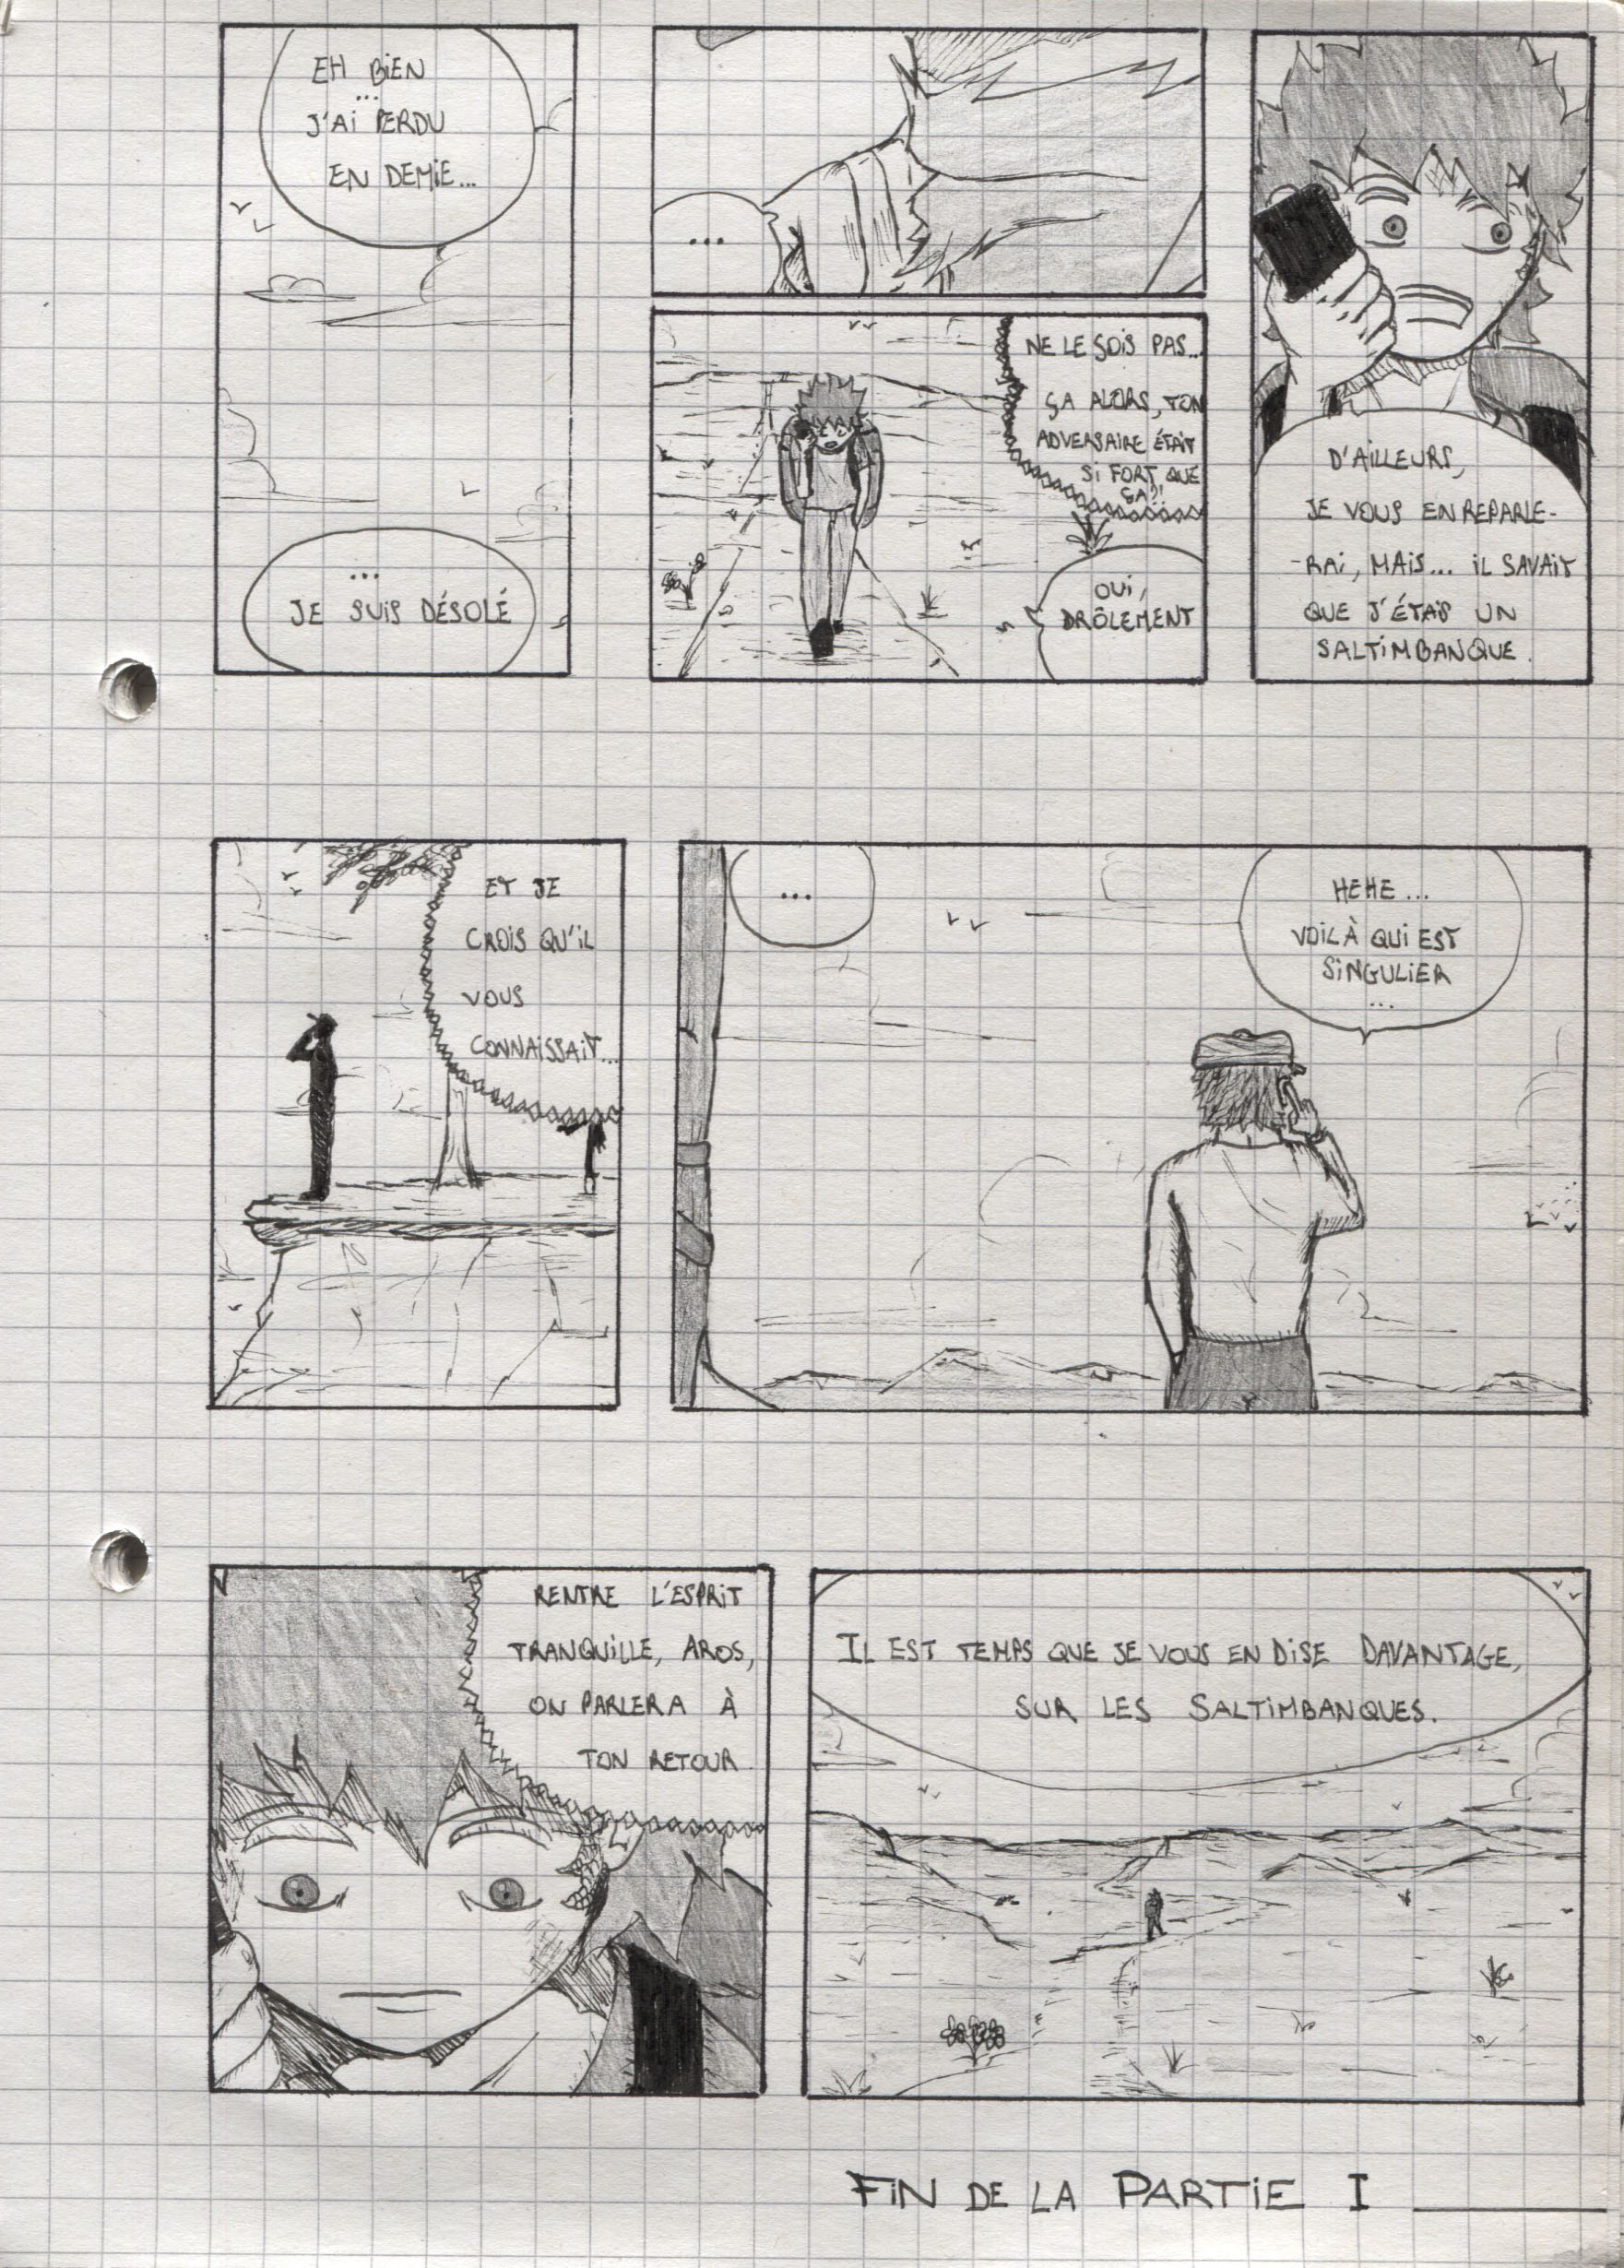 EH BIEN
...
J'AI PERDU
EN DEMIE...
...
JE SUIS DÉSOLÉ
...
NE LE SOIS PAS...
ÇA ALORS, TON
ADVERSAIRE ÉTAIT
SI FORT QUE
ÇA?!
OUI,
DRÔLEMENT
D'AILLEURS,
JE VOUS EN REPARLE-
-RAI, MAIS... IL SAVAIT
QUE J'ÉTAIS UN
SALTIMBANQUE.
ET JE
CROIS QU'IL
VOUS
CONNAISSAIT...
...
HEHE...
VOILÀ QUI EST
SINGULIER
...
RENTRE L'ESPRIT
TRANQUILLE, AROS,
ON PARLERA À
TON RETOUR.
IL EST TEMPS QUE JE VOUS EN DISE DAVANTAGE,
SUR LES SALTIMBANQUES.
FIN DE LA PARTIE I